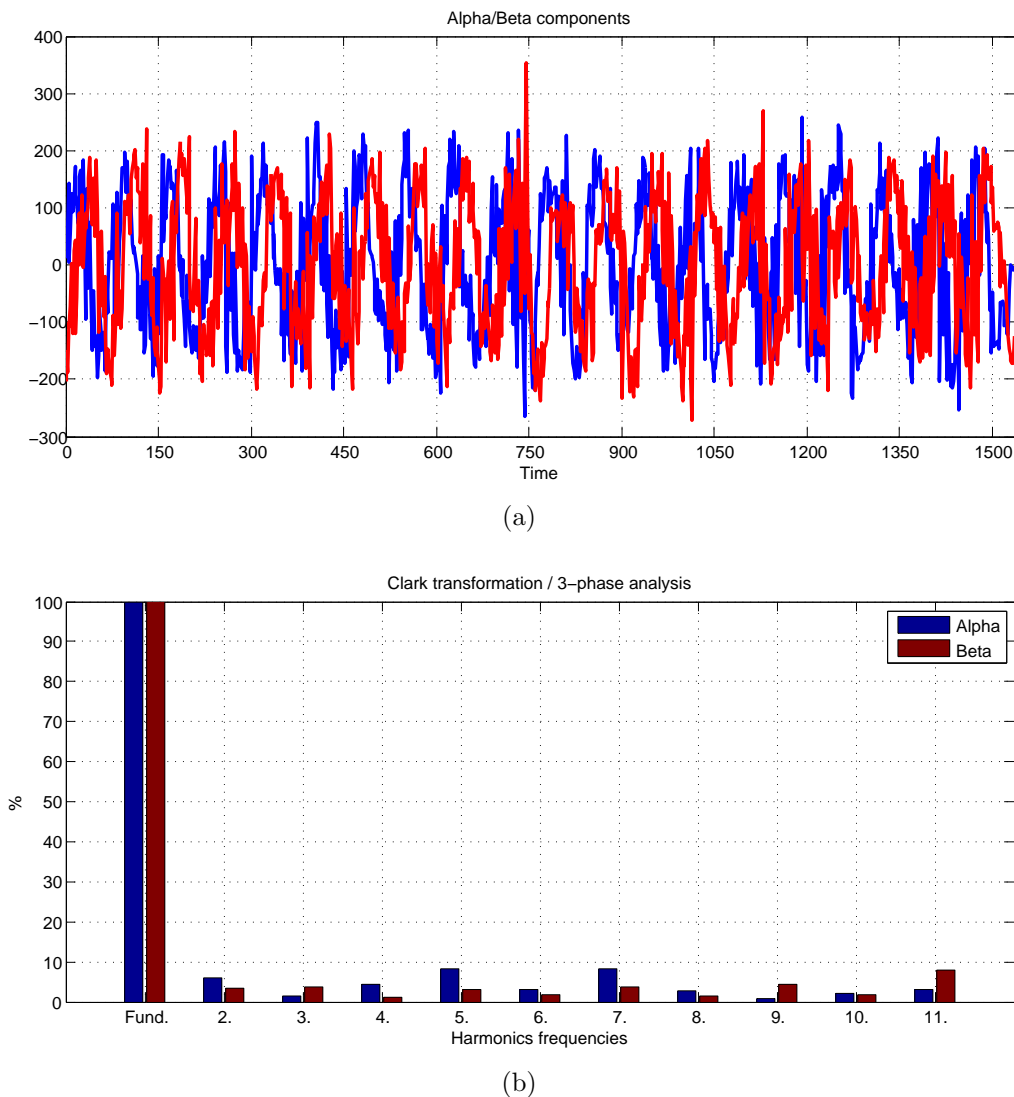 Alpha/Beta components
400
300
200
100
0
−100
−200
−300
0 150 300 450 600 750 900 1050 1200 1350 1500
Time
(a)
Clark transformation / 3−phase analysis
100
90
80
70
60
50
40
30
20
10
0
%
Alpha
Beta
Fund. 2. 3. 4. 5. 6. 7. 8. 9. 10. 11.
Harmonics frequencies
(b)